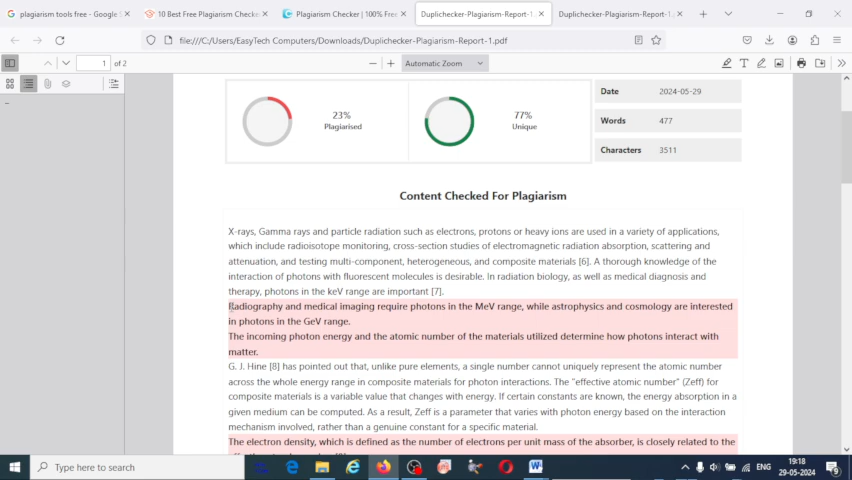 plagiarism tools free - Google S
10 Best Free Plagiarism Checke
Plagiarism Checker | 100% Free
Duplichecker-Plagiarism-Report-1.p
Duplichecker-Plagiarism-Report-1.
file:///C:/Users/EasyTech Computers/Downloads/Duplichecker-Plagiarism-Report-1.pdf
1 of 2
Automatic Zoom
23%
Plagiarised
77%
Unique
Date 2024-05-29
Words 477
Characters 3511
Content Checked For Plagiarism
X-rays, Gamma rays and particle radiation such as electrons, protons or heavy ions are used in a variety of applications,
which include radioisotope monitoring, cross-section studies of electromagnetic radiation absorption, scattering and
attenuation, and testing multi-component, heterogeneous, and composite materials [6]. A thorough knowledge of the
interaction of photons with fluorescent molecules is desirable. In radiation biology, as well as medical diagnosis and
therapy, photons in the keV range are important [7].
Radiography and medical imaging require photons in the MeV range, while astrophysics and cosmology are interested
in photons in the GeV range.
The incoming photon energy and the atomic number of the materials utilized determine how photons interact with
matter.
G. J. Hine [8] has pointed out that, unlike pure elements, a single number cannot uniquely represent the atomic number
across the whole energy range in composite materials for photon interactions. The "effective atomic number" (Zeff) for
composite materials is a variable value that changes with energy. If certain constants are known, the energy absorption in a
given medium can be computed. As a result, Zeff is a parameter that varies with photon energy based on the interaction
mechanism involved, rather than a genuine constant for a specific material.
The electron density, which is defined as the number of electrons per unit mass of the absorber, is closely related to the
Type here to search
ENG
19:18
29-05-2024